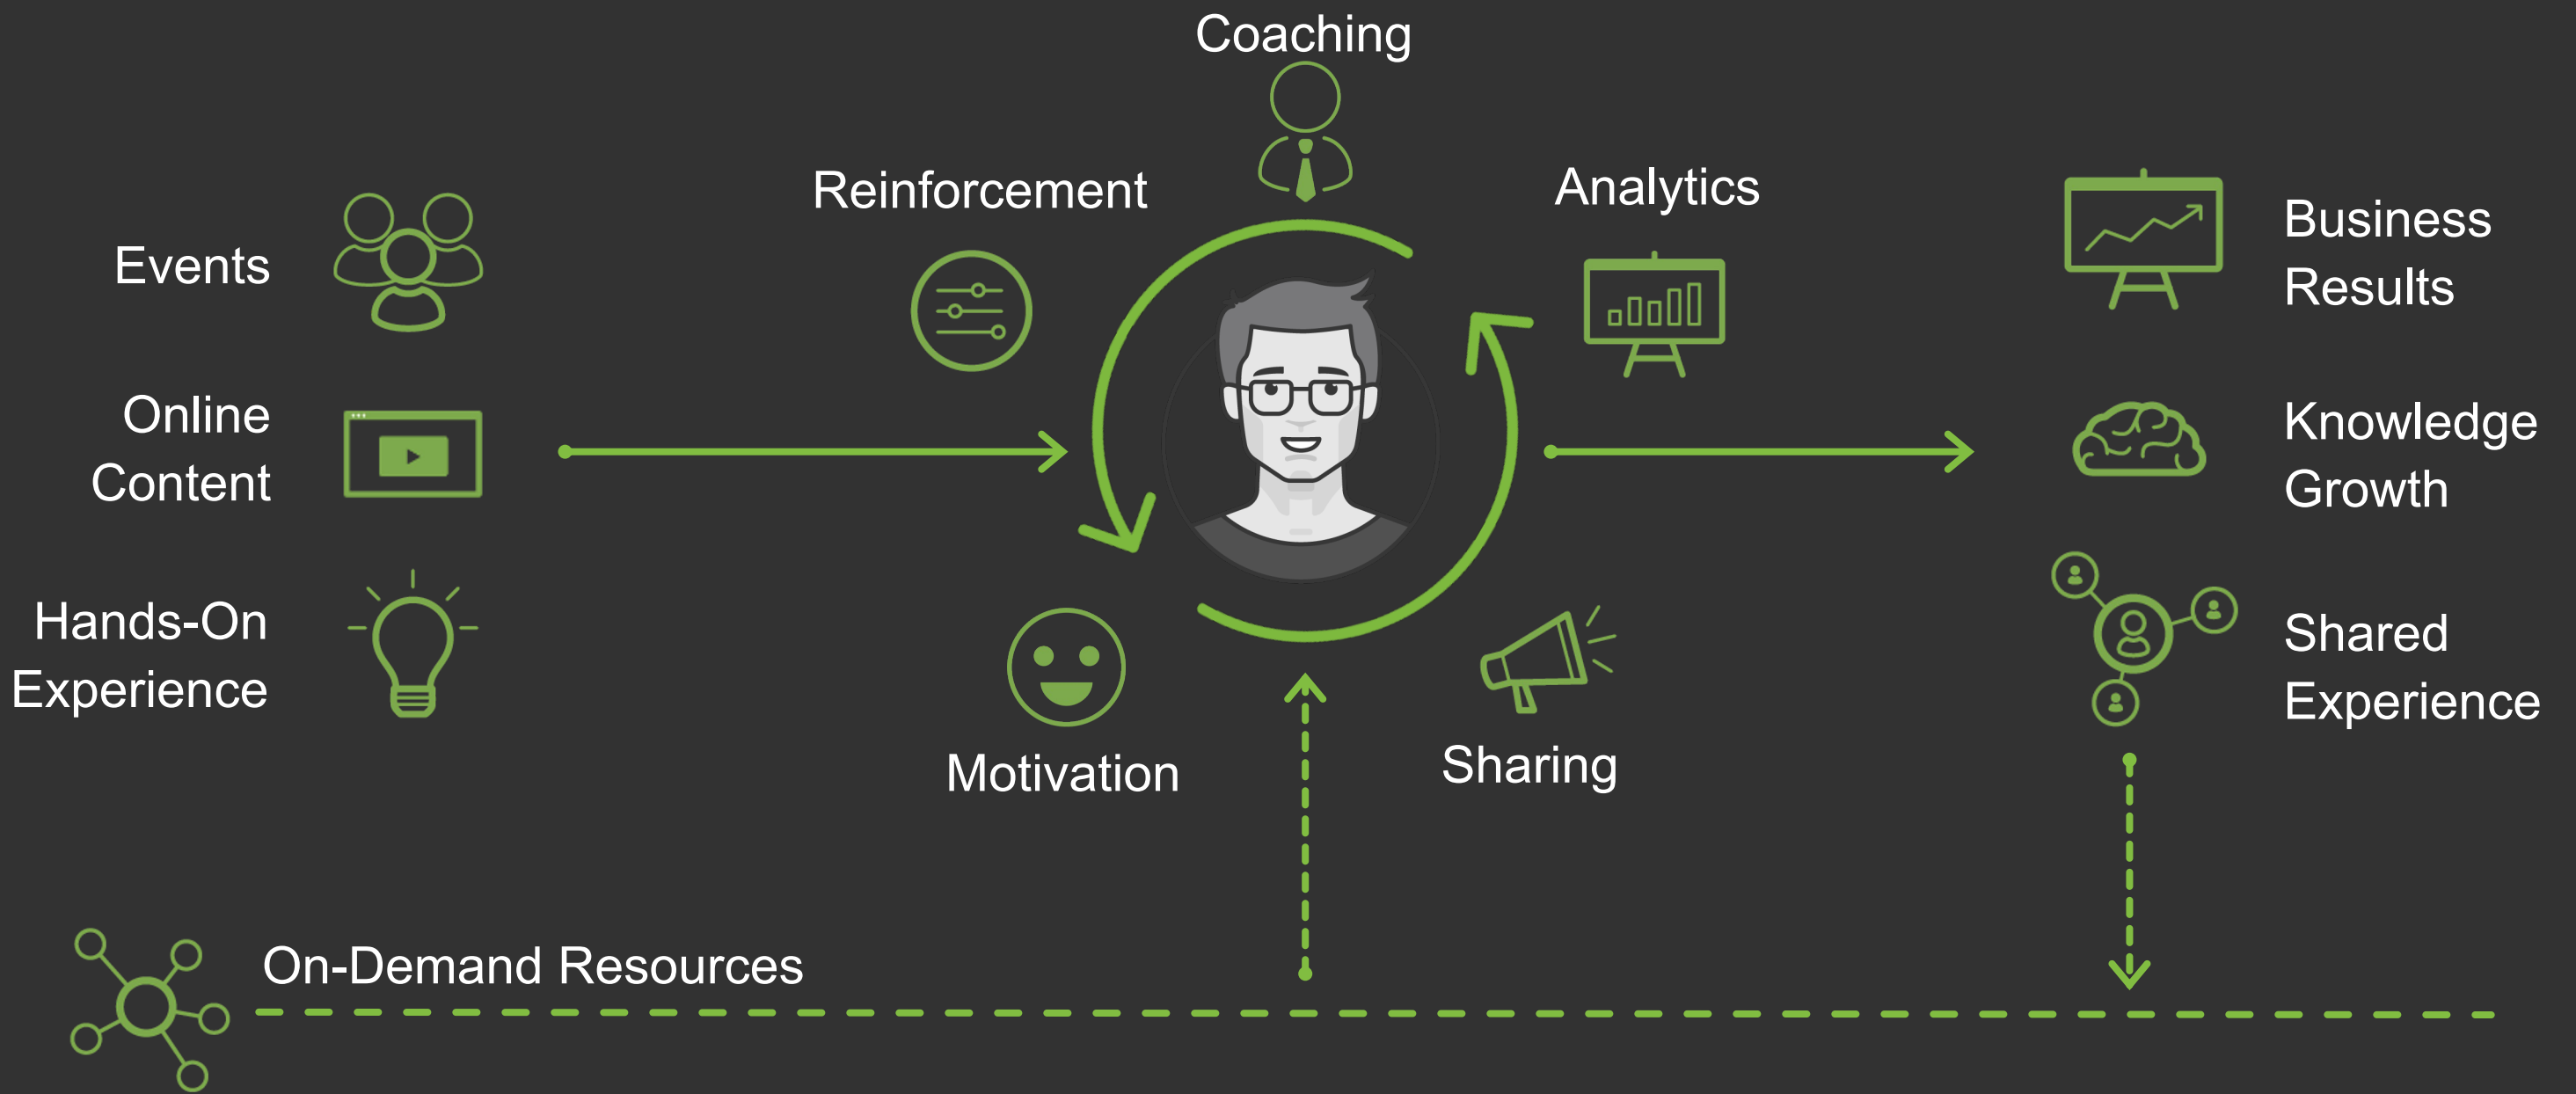 Coaching
Reinforcement
Analytics
Events
Online
Content
Hands-On
Experience
Motivation
Sharing
Business
Results
Knowledge
Growth
Shared
Experience
On-Demand Resources